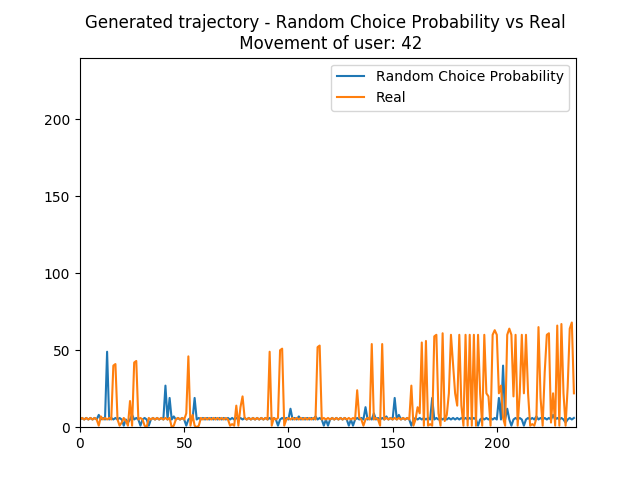 Generated trajectory - Random Choice Probability vs Real
Movement of user: 42
Random Choice Probability
Real
200
150
100
50
0
0 50 100 150 200